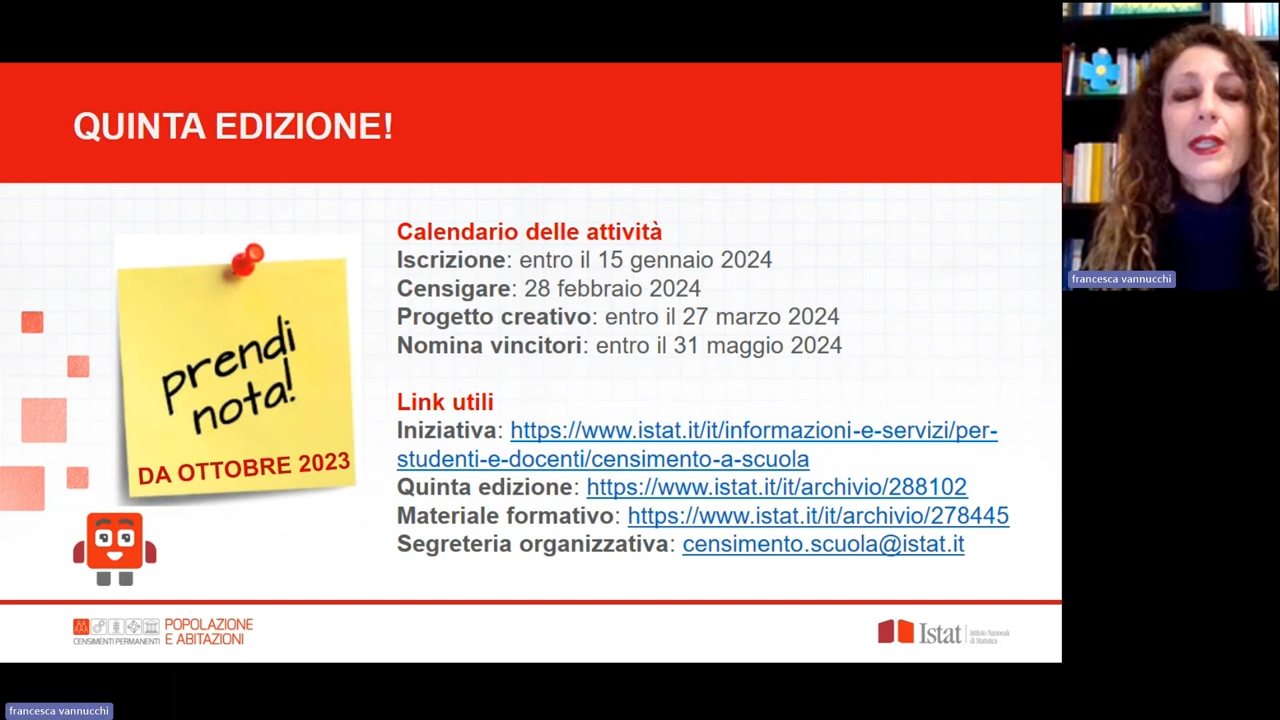 QUINTA EDIZIONE!
prendi
nota!
DA OTTOBRE 2023
Calendario delle attività
Iscrizione: entro il 15 gennaio 2024
Censigare: 28 febbraio 2024
Progetto creativo: entro il 27 marzo 2024
Nomina vincitori: entro il 31 maggio 2024
Link utili
Iniziativa: https://www.istat.it/it/informazioni-e-servizi/per-
studenti-e-docenti/censimento-a-scuola
Quinta edizione: https://www.istat.it/it/archivio/288102
Materiale formativo: https://www.istat.it/it/archivio/278445
Segreteria organizzativa: censimento.scuola@istat.it
CENSIMENTI PERMANENTI
POPOLAZIONE
E ABITAZIONI
Istat
Istituto Nazionale
di Statistica
francesca vannucchi
francesca vannucchi